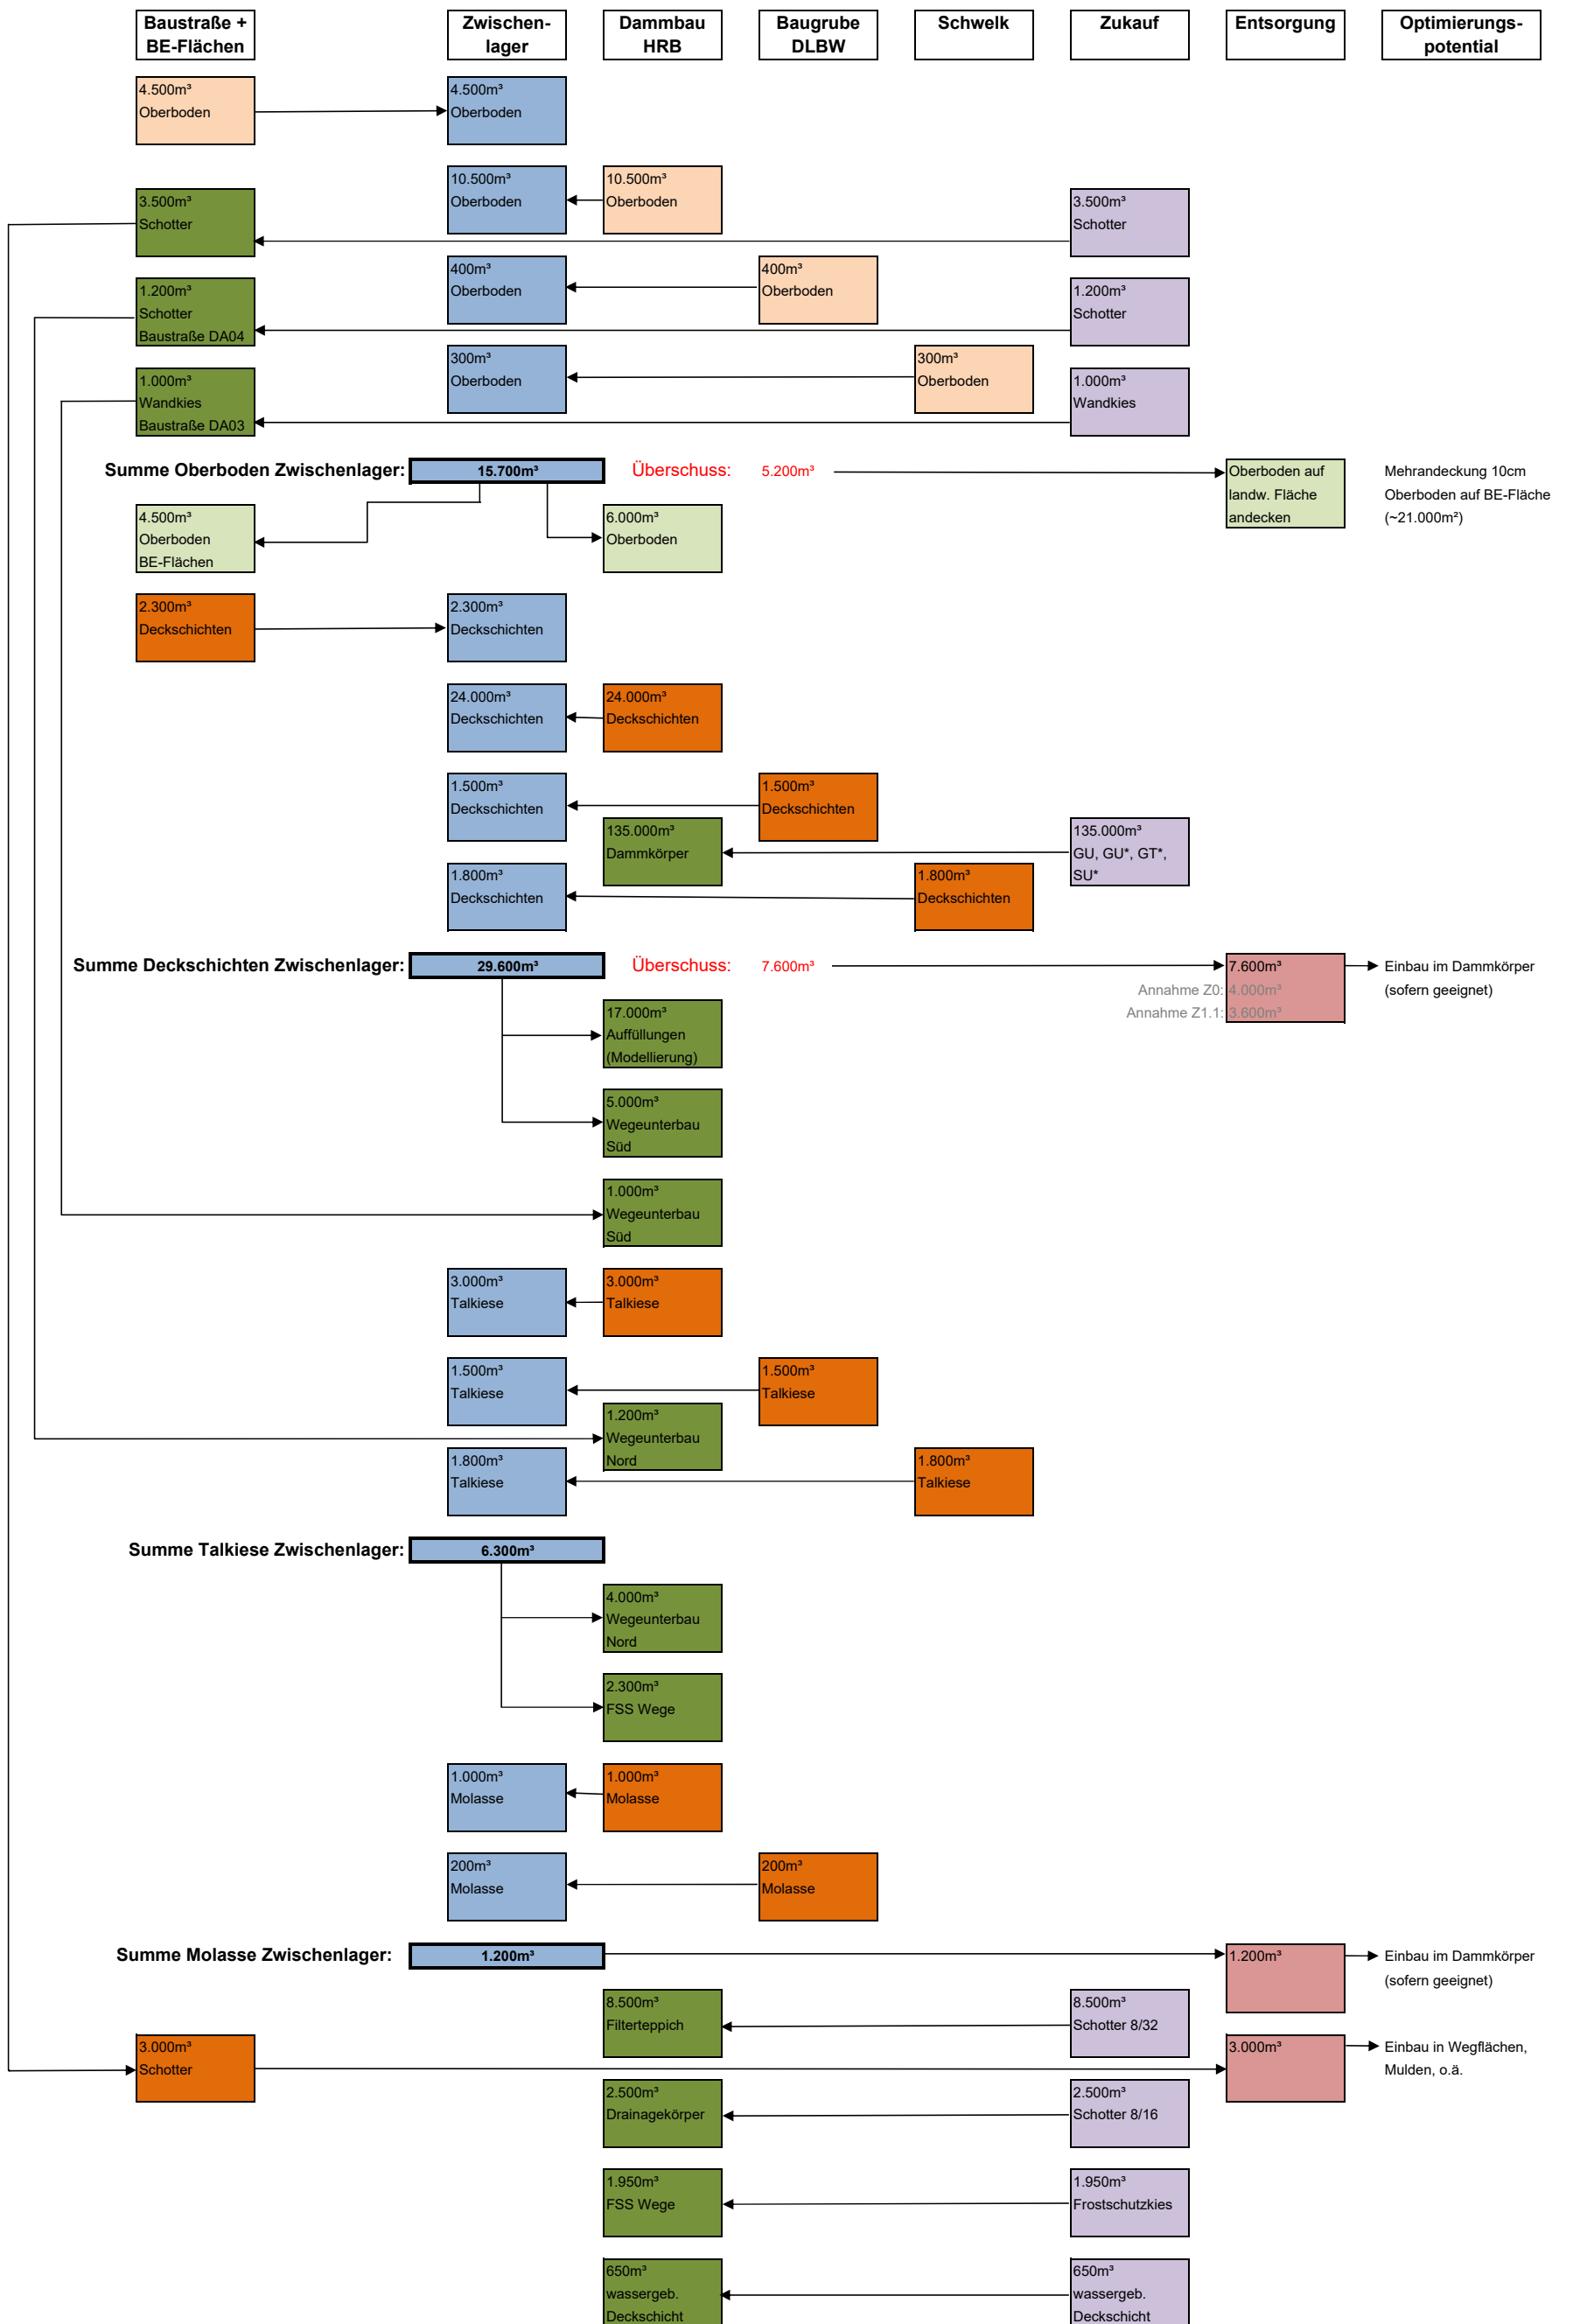 Baustraße +
BE-Flächen
Zwischen-
lager
Dammbau
HRB
Baugrube
DLBW
Schwelk
Zukauf
Entsorgung
Optimierungs-
potential
4.500m³
Oberboden
4.500m³
Oberboden
10.500m³
Oberboden
10.500m³
Oberboden
3.500m³
Schotter
3.500m³
Schotter
400m³
Oberboden
400m³
Oberboden
1.200m³
Schotter
Baustraße DA04
1.200m³
Schotter
300m³
Oberboden
300m³
Oberboden
1.000m³
Wandkies
Baustraße DA03
1.000m³
Wandkies
Summe Oberboden Zwischenlager: 15.700m³ Überschuss: 5.200m³
Oberboden auf
landw. Fläche
andecken
Mehrandeckung 10cm
Oberboden auf BE-Fläche
(~21.000m²)
4.500m³
Oberboden
BE-Flächen
6.000m³
Oberboden
2.300m³
Deckschichten
2.300m³
Deckschichten
24.000m³
Deckschichten
24.000m³
Deckschichten
1.500m³
Deckschichten
1.500m³
Deckschichten
135.000m³
Dammkörper
135.000m³
GU, GU*, GT*,
SU*
1.800m³
Deckschichten
1.800m³
Deckschichten
Summe Deckschichten Zwischenlager: 29.600m³ Überschuss: 7.600m³
7.600m³
Annahme Z0: 4.000m³
Annahme Z1.1: 3.600m³
Einbau im Dammkörper
(sofern geeignet)
17.000m³
Auffüllungen
(Modellierung)
5.000m³
Wegeunterbau
Süd
1.000m³
Wegeunterbau
Süd
3.000m³
Talkiese
3.000m³
Talkiese
1.500m³
Talkiese
1.500m³
Talkiese
1.200m³
Wegeunterbau
Nord
1.800m³
Talkiese
1.800m³
Talkiese
Summe Talkiese Zwischenlager: 6.300m³
4.000m³
Wegeunterbau
Nord
2.300m³
FSS Wege
1.000m³
Molasse
1.000m³
Molasse
200m³
Molasse
200m³
Molasse
Summe Molasse Zwischenlager: 1.200m³
1.200m³
Einbau im Dammkörper
(sofern geeignet)
8.500m³
Filterteppich
8.500m³
Schotter 8/32
3.000m³
Schotter
3.000m³
Einbau in Wegflächen,
Mulden, o.ä.
2.500m³
Drainagekörper
2.500m³
Schotter 8/16
1.950m³
FSS Wege
1.950m³
Frostschutzkies
650m³
wassergeb.
Deckschicht
650m³
wassergeb.
Deckschicht